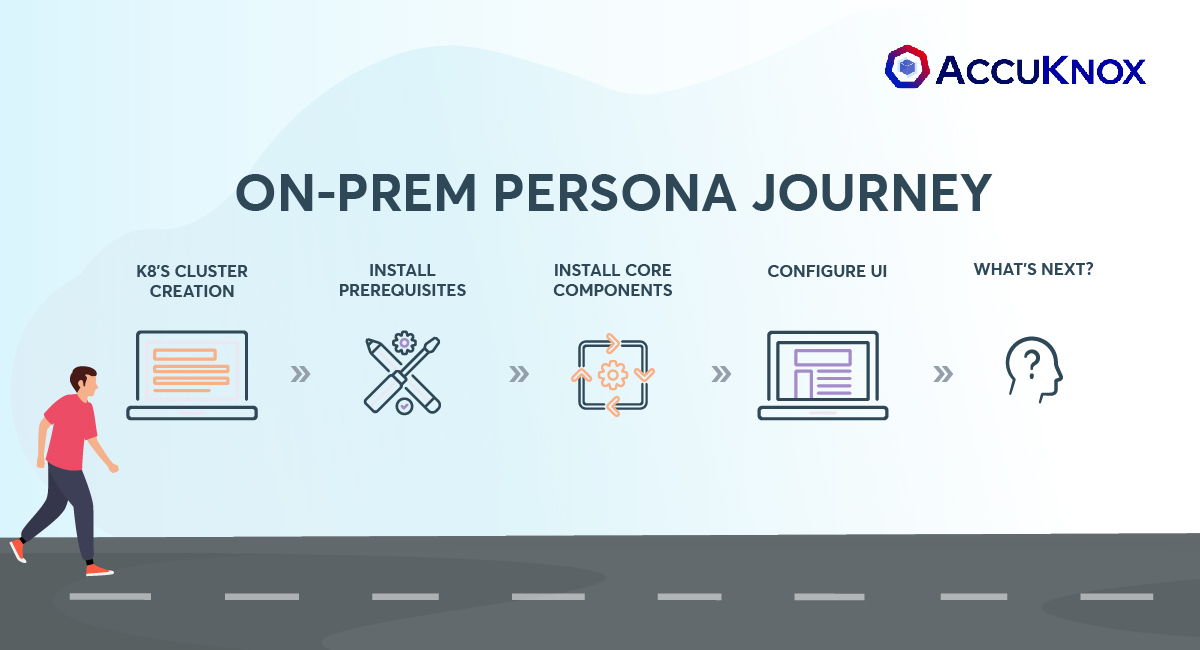 ACCUKNOX
ON-PREM PERSONA JOURNEY
K8'S CLUSTER
CREATION
INSTALL
PREREQUISITES
INSTALL CORE
COMPONENTS
CONFIGURE UI
WHAT'S NEXT?
?